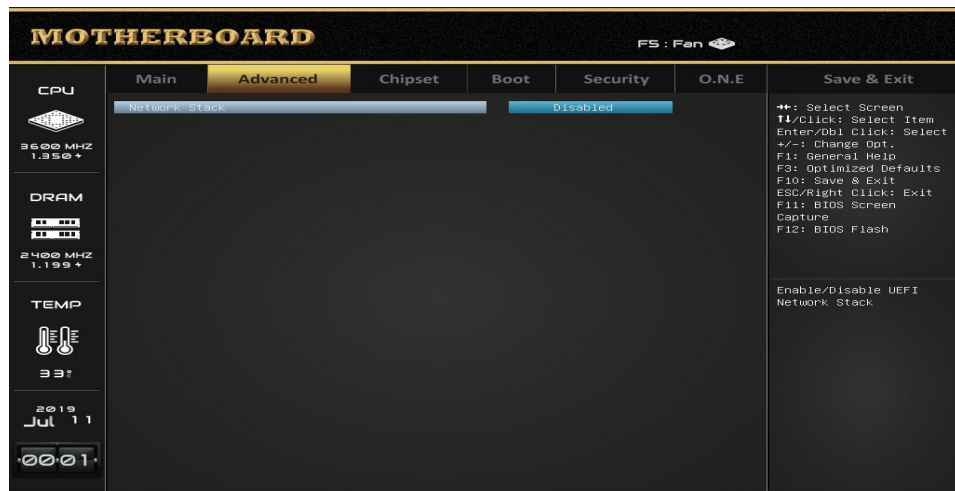 MOTHERBOARD
F5 : Fan
Main Advanced Chipset Boot Security O.N.E Save & Exit
CPU
3600 MHZ
1.350 +
DRAM
2400 MHZ
1.199 +
TEMP
33°
2019
Jul 11
00:01
Network Stack Disabled
→←: Select Screen
↑↓/Click: Select Item
Enter/Dbl Click: Select
+/-: Change Opt.
F1: General Help
F3: Optimized Defaults
F10: Save & Exit
ESC/Right Click: Exit
F11: BIOS Screen
Capture
F12: BIOS Flash
Enable/Disable UEFI
Network Stack